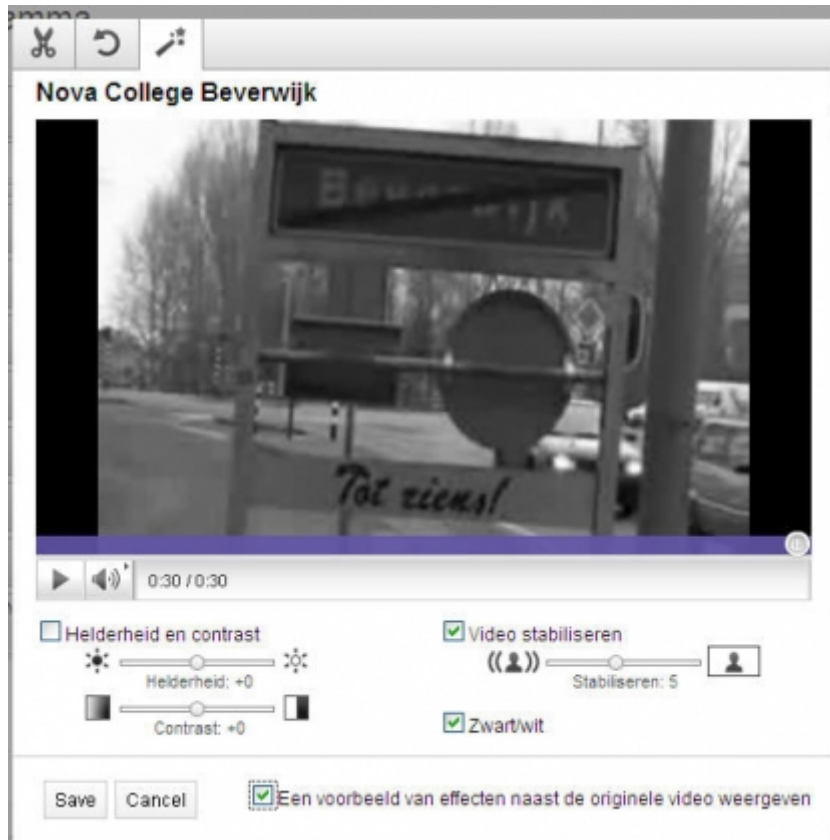 Nova College Beverwijk
Beverwijk
Tot ziens!
0:30 / 0:30
Helderheid en contrast
Helderheid: +0
Contrast: +0
Video stabiliseren
Stabiliseren: 5
Zwart/wit
Save
Cancel
Een voorbeeld van effecten naast de originele video weergeven